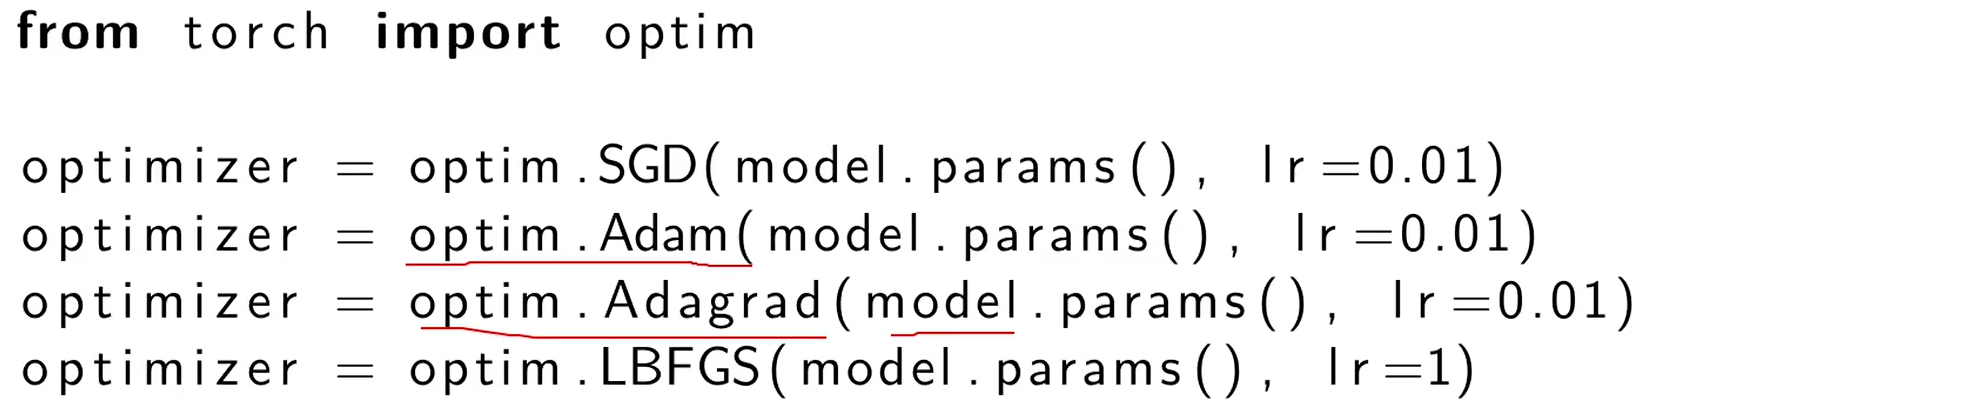 from torch import optim
optimizer = optim.SGD(model.params(), lr=0.01)
optimizer = optim.Adam(model.params(), lr=0.01)
optimizer = optim.Adagrad(model.params(), lr=0.01)
optimizer = optim.LBFGS(model.params(), lr=1)